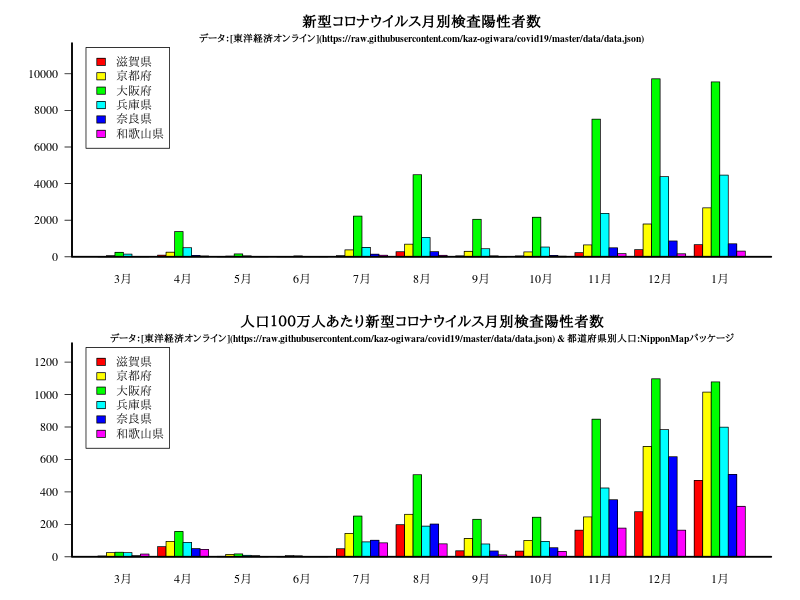 新型コロナウイルス月別検査陽性者数
データ:[東洋経済オンライン](https://raw.githubusercontent.com/kaz-ogiwara/covid19/master/data/data.json)
滋賀県
京都府
大阪府
兵庫県
奈良県
和歌山県
10000
8000
6000
4000
2000
0
3月 4月 5月 6月 7月 8月 9月 10月 11月 12月 1月
人口100万人あたり新型コロナウイルス月別検査陽性者数
データ:[東洋経済オンライン](https://raw.githubusercontent.com/kaz-ogiwara/covid19/master/data/data.json) & 都道府県別人口:NipponMapパッケージ
滋賀県
京都府
大阪府
兵庫県
奈良県
和歌山県
1200
1000
800
600
400
200
0
3月 4月 5月 6月 7月 8月 9月 10月 11月 12月 1月